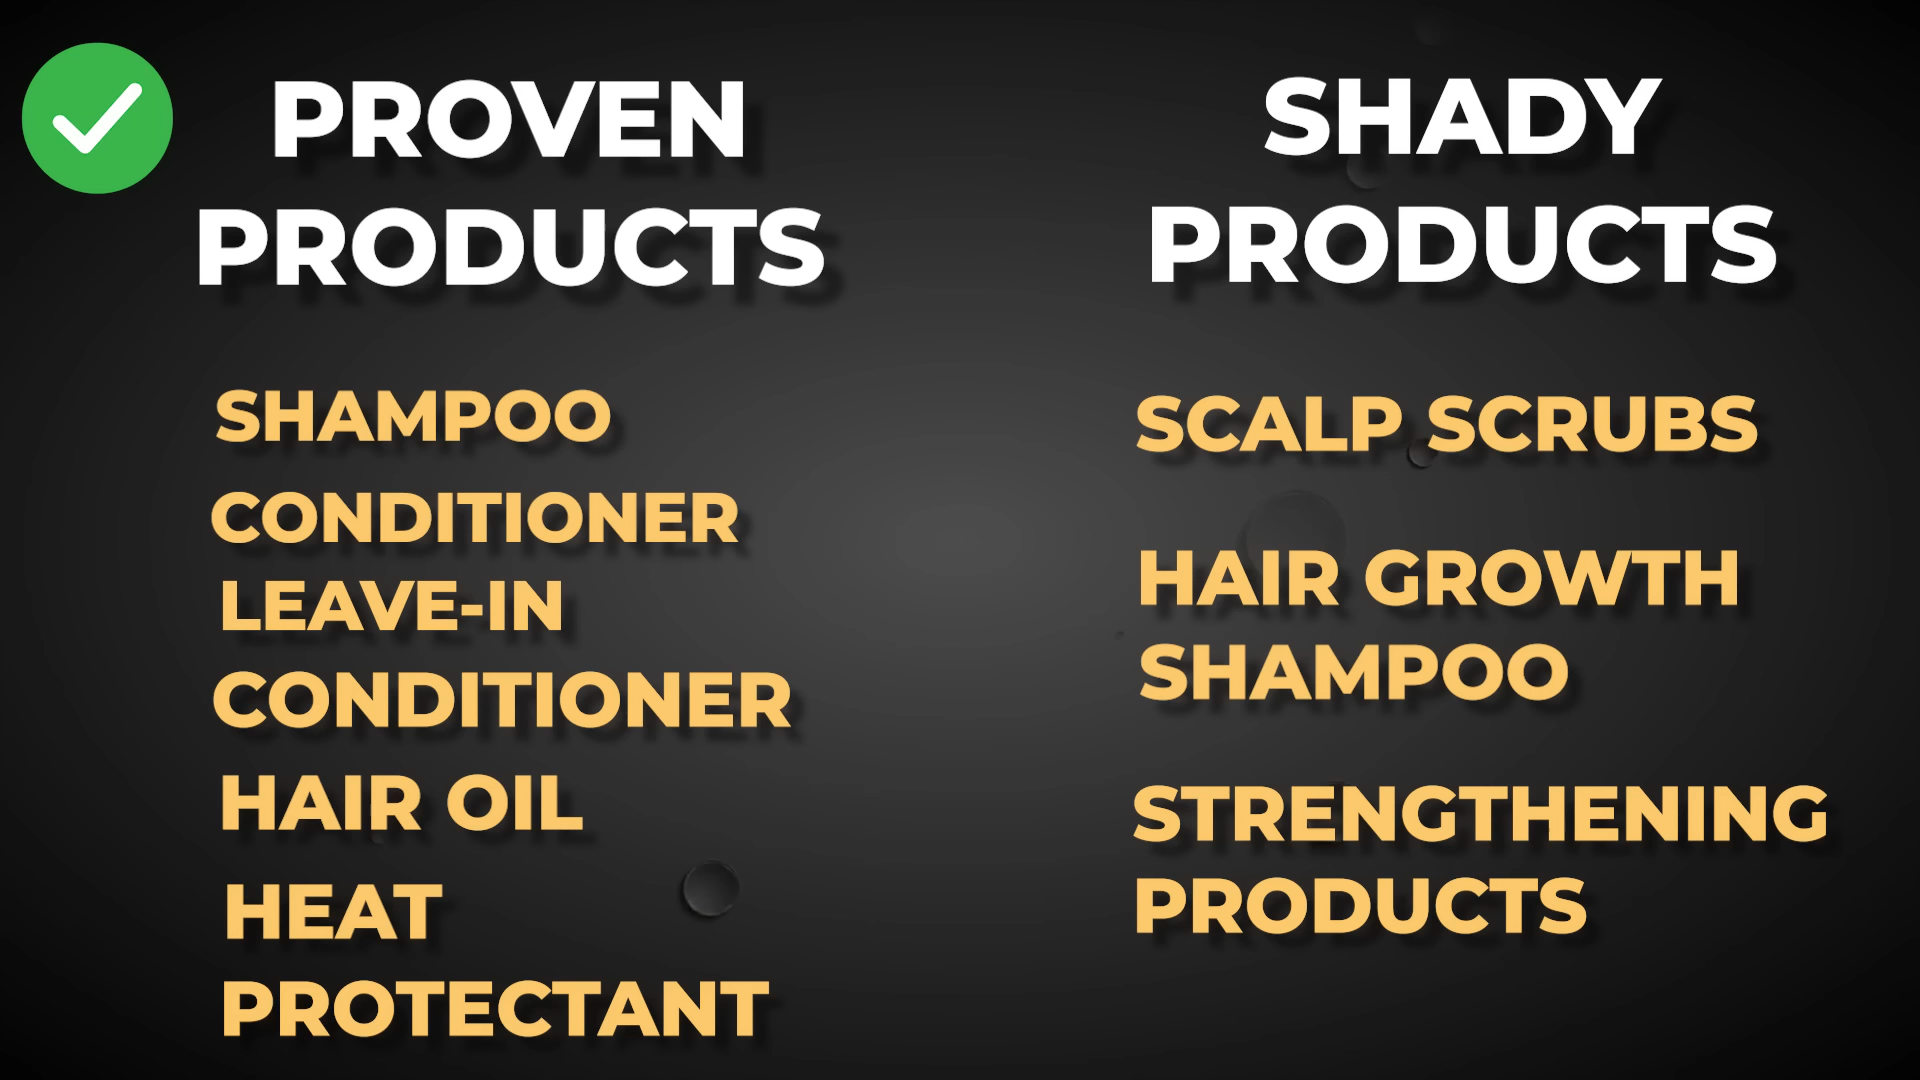 PROVEN
PRODUCTS
SHAMPOO
CONDITIONER
LEAVE-IN
CONDITIONER
HAIR OIL
HEAT
PROTECTANT
SHADY
PRODUCTS
SCALP SCRUBS
HAIR GROWTH
SHAMPOO
STRENGTHENING
PRODUCTS